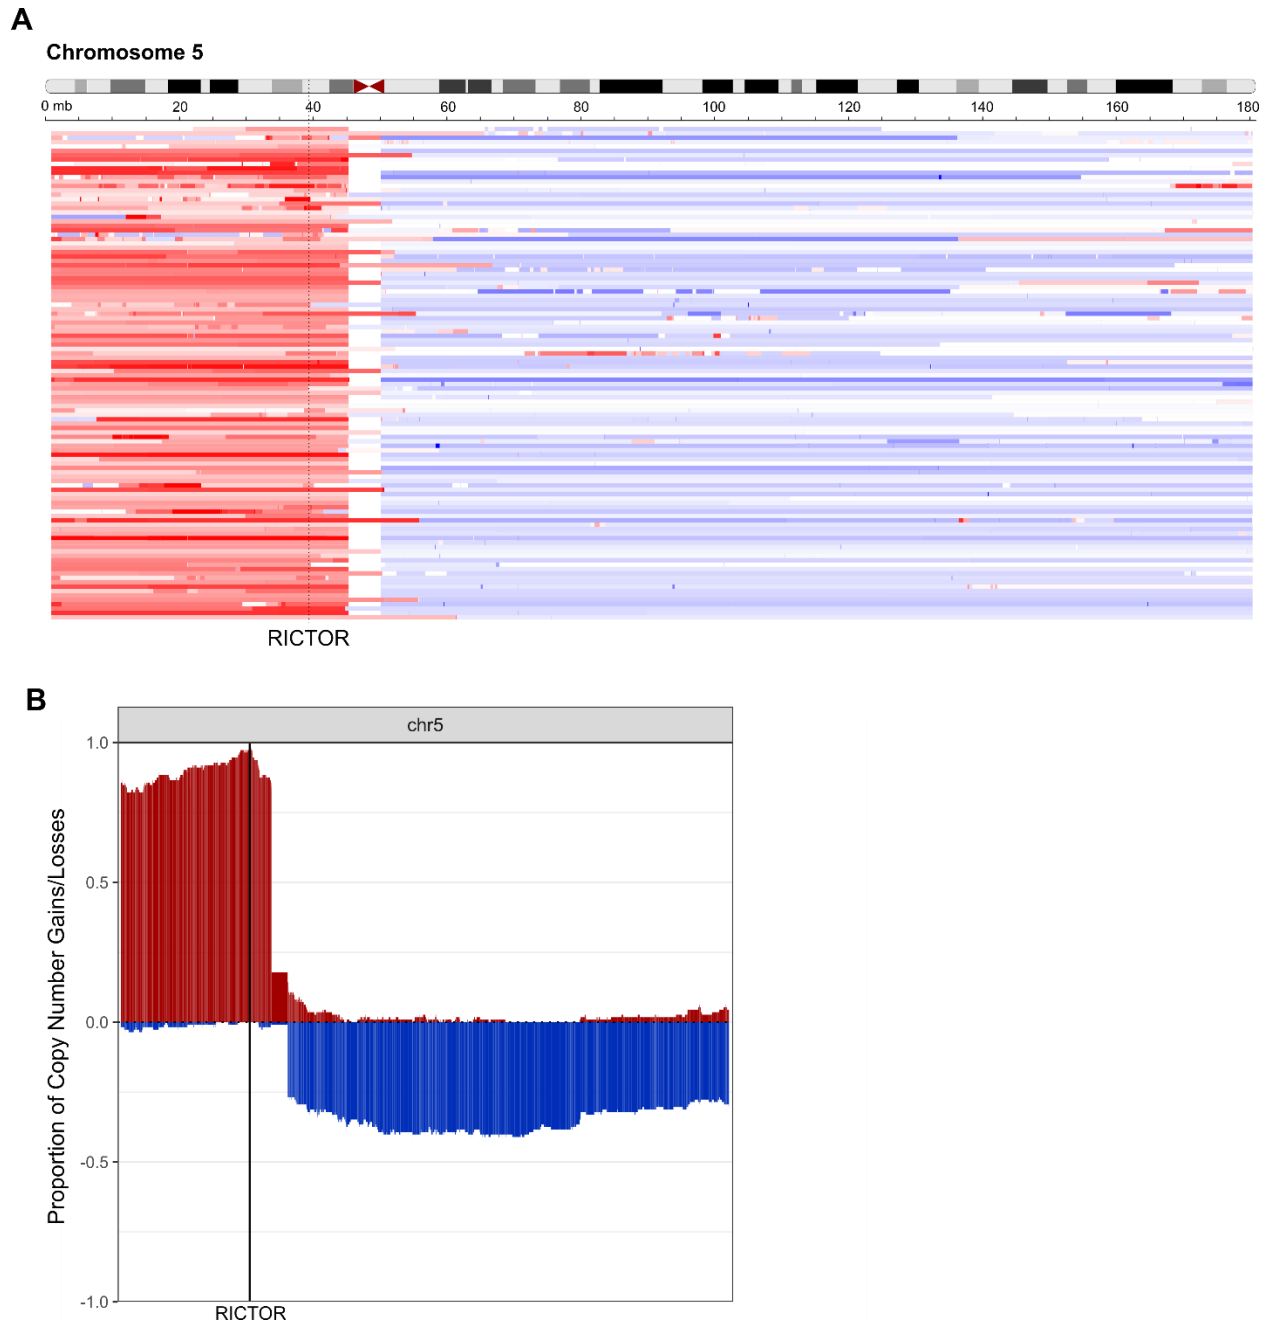 A
Chromosome 5
0 mb 20 40 60 80 100 120 140 160 180
RICTOR
B
chr5
1.0
0.5
0.0
-0.5
-1.0
Proportion of Copy Number Gains/Losses
RICTOR